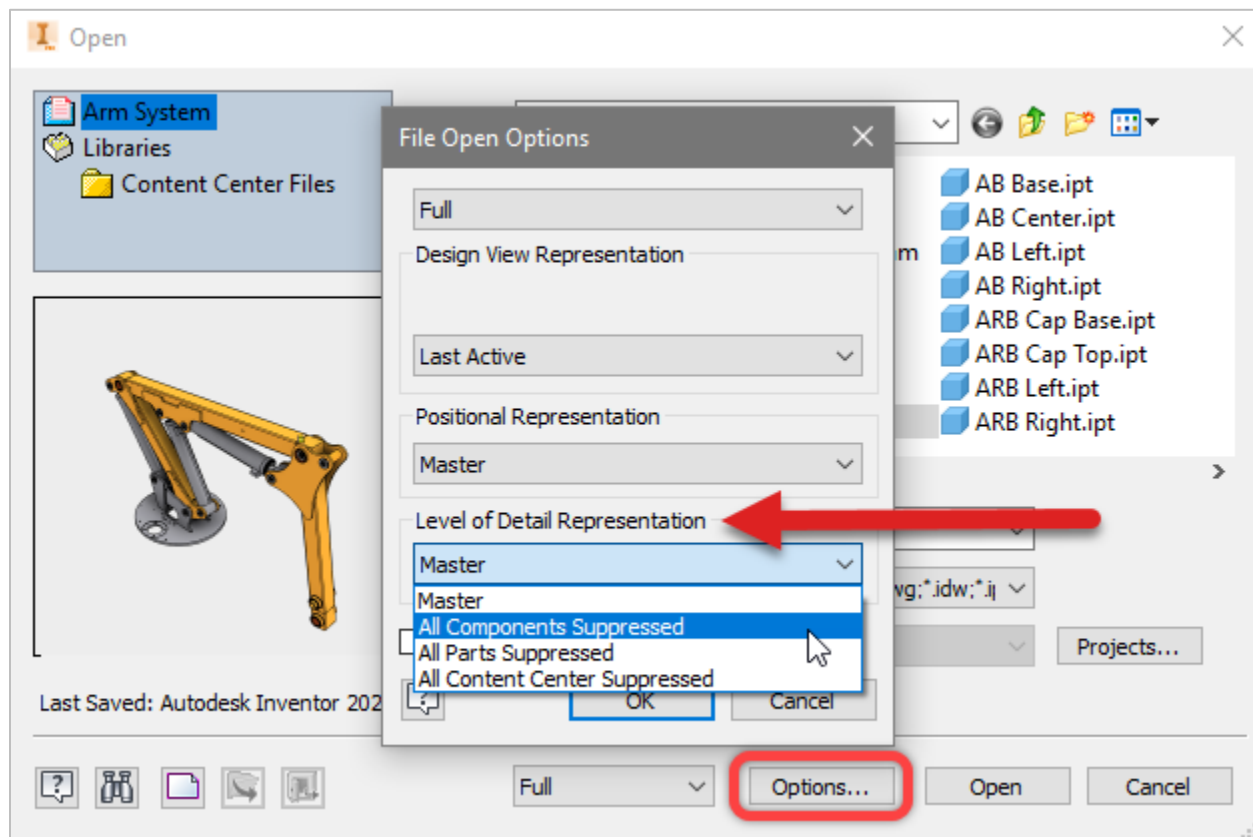 Open
Arm System
Libraries
Content Center Files
File Open Options
Full
Design View Representation
Last Active
Positional Representation
Master
Level of Detail Representation
Master
Master
All Components Suppressed
All Parts Suppressed
All Content Center Suppressed
OK
Cancel
AB Base.ipt
AB Center.ipt
AB Left.ipt
AB Right.ipt
ARB Cap Base.ipt
ARB Cap Top.ipt
ARB Left.ipt
ARB Right.ipt
*.idw;*.i
Projects...
Last Saved: Autodesk Inventor 202
Full
Options...
Open
Cancel